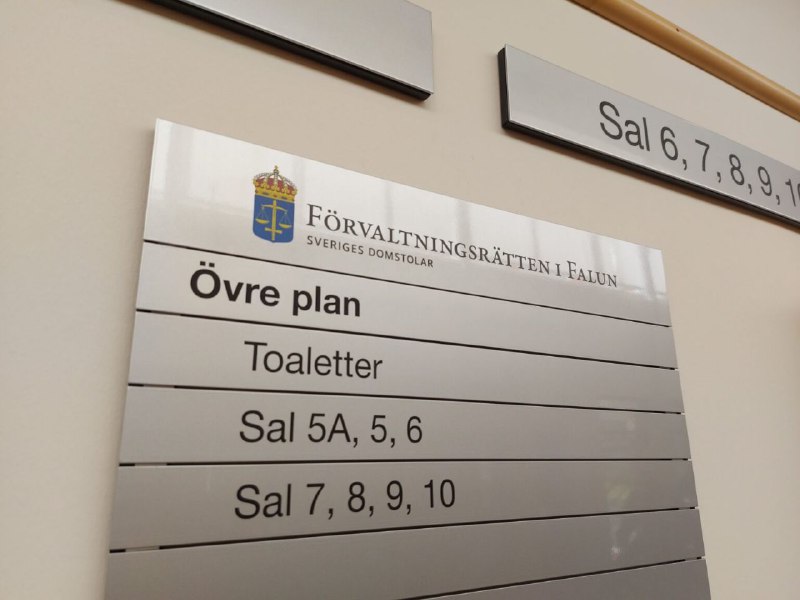 Sal 6, 7, 8, 9, 10
FÖRVALTNINGSRÄTTEN I FALUN
SVERIGES DOMSTOLAR
Övre plan
Toaletter
Sal 5A, 5, 6
Sal 7, 8, 9, 10